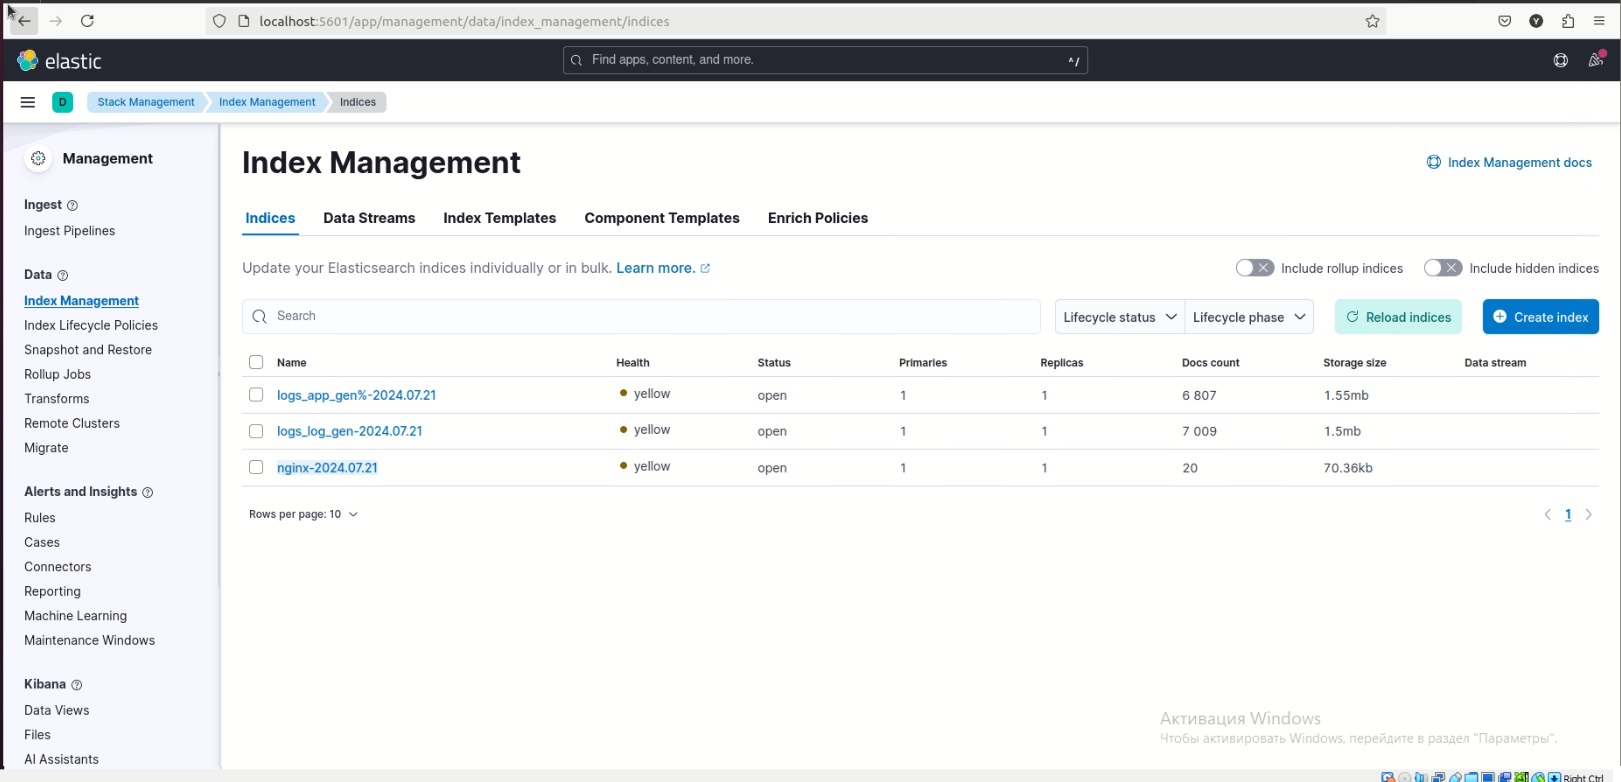 localhost:5601/app/management/data/index_management/indices
Y
elastic
Find apps, content, and more.
^/
D
Stack Management
Index Management
Indices
Management
Ingest
Ingest Pipelines
Data
Index Management
Index Lifecycle Policies
Snapshot and Restore
Rollup Jobs
Transforms
Remote Clusters
Migrate
Alerts and Insights
Rules
Cases
Connectors
Reporting
Machine Learning
Maintenance Windows
Kibana
Data Views
Files
AI Assistants
Index Management
Index Management docs
Indices Data Streams Index Templates Component Templates Enrich Policies
Update your Elasticsearch indices individually or in bulk. Learn more.
Include rollup indices
Include hidden indices
Search
Lifecycle status
Lifecycle phase
Reload indices
Create index
Name Health Status Primaries Replicas Docs count Storage size Data stream
logs_app_gen%-2024.07.21 yellow open 1 1 6 807 1.55mb
logs_log_gen-2024.07.21 yellow open 1 1 7 009 1.5mb
nginx-2024.07.21 yellow open 1 1 20 70.36kb
Rows per page: 10
1
Активация Windows
Чтобы активировать Windows, перейдите в раздел "Параметры".
Right Ctrl